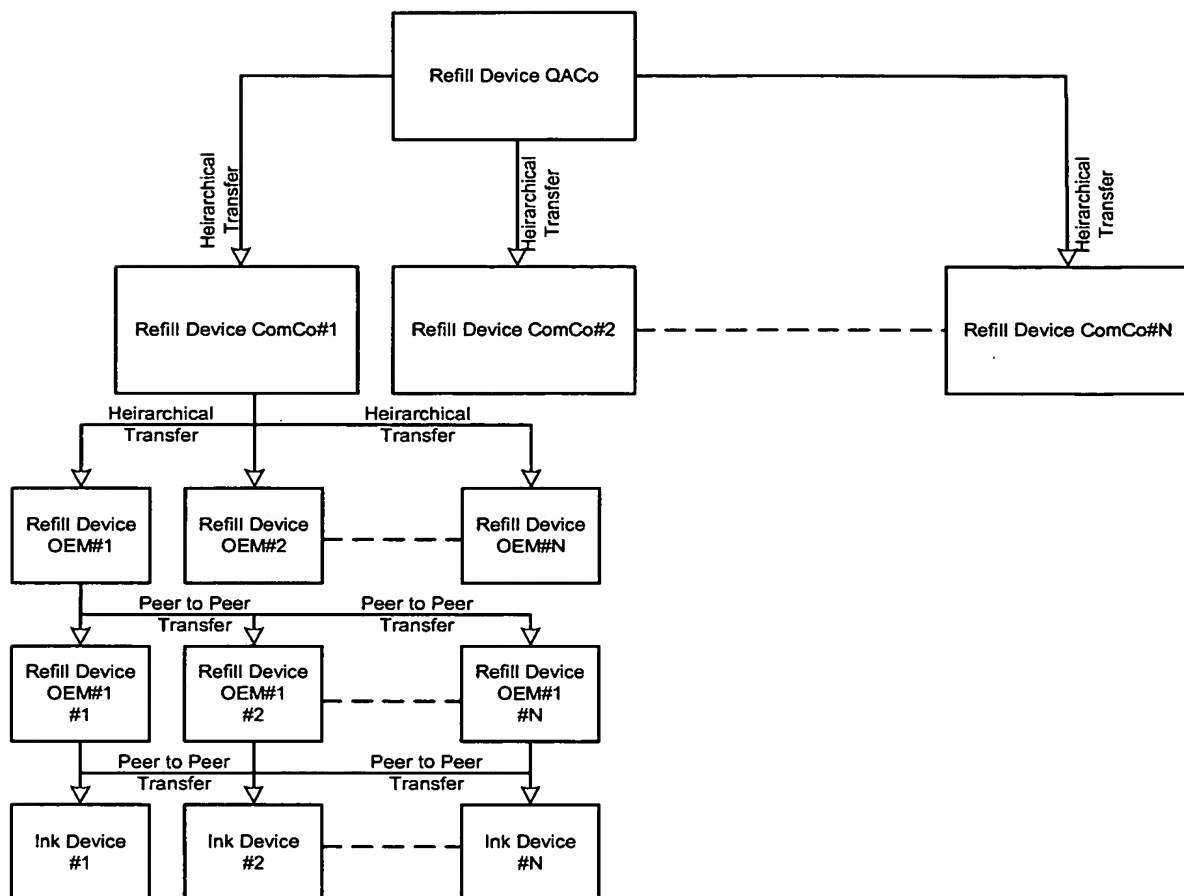 Refill Device QACo
Heirarchical
Transfer
Heirarchical
Transfer
Heirarchical
Transfer
Refill Device ComCo#1
Refill Device ComCo#2
Refill Device ComCo#N
Heirarchical
Transfer
Heirarchical
Transfer
Refill Device
OEM#1
Refill Device
OEM#2
Refill Device
OEM#N
Peer to Peer
Transfer
Peer to Peer
Transfer
Refill Device
OEM#1
#1
Refill Device
OEM#1
#2
Refill Device
OEM#1
#N
Peer to Peer
Transfer
Peer to Peer
Transfer
Ink Device
#1
Ink Device
#2
Ink Device
#N